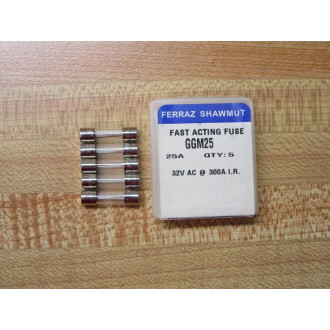 FERRAZ SHAWMUT
FAST ACTING FUSE
GGM25
25A QTY: 5
32V AC @ 300A I.R.